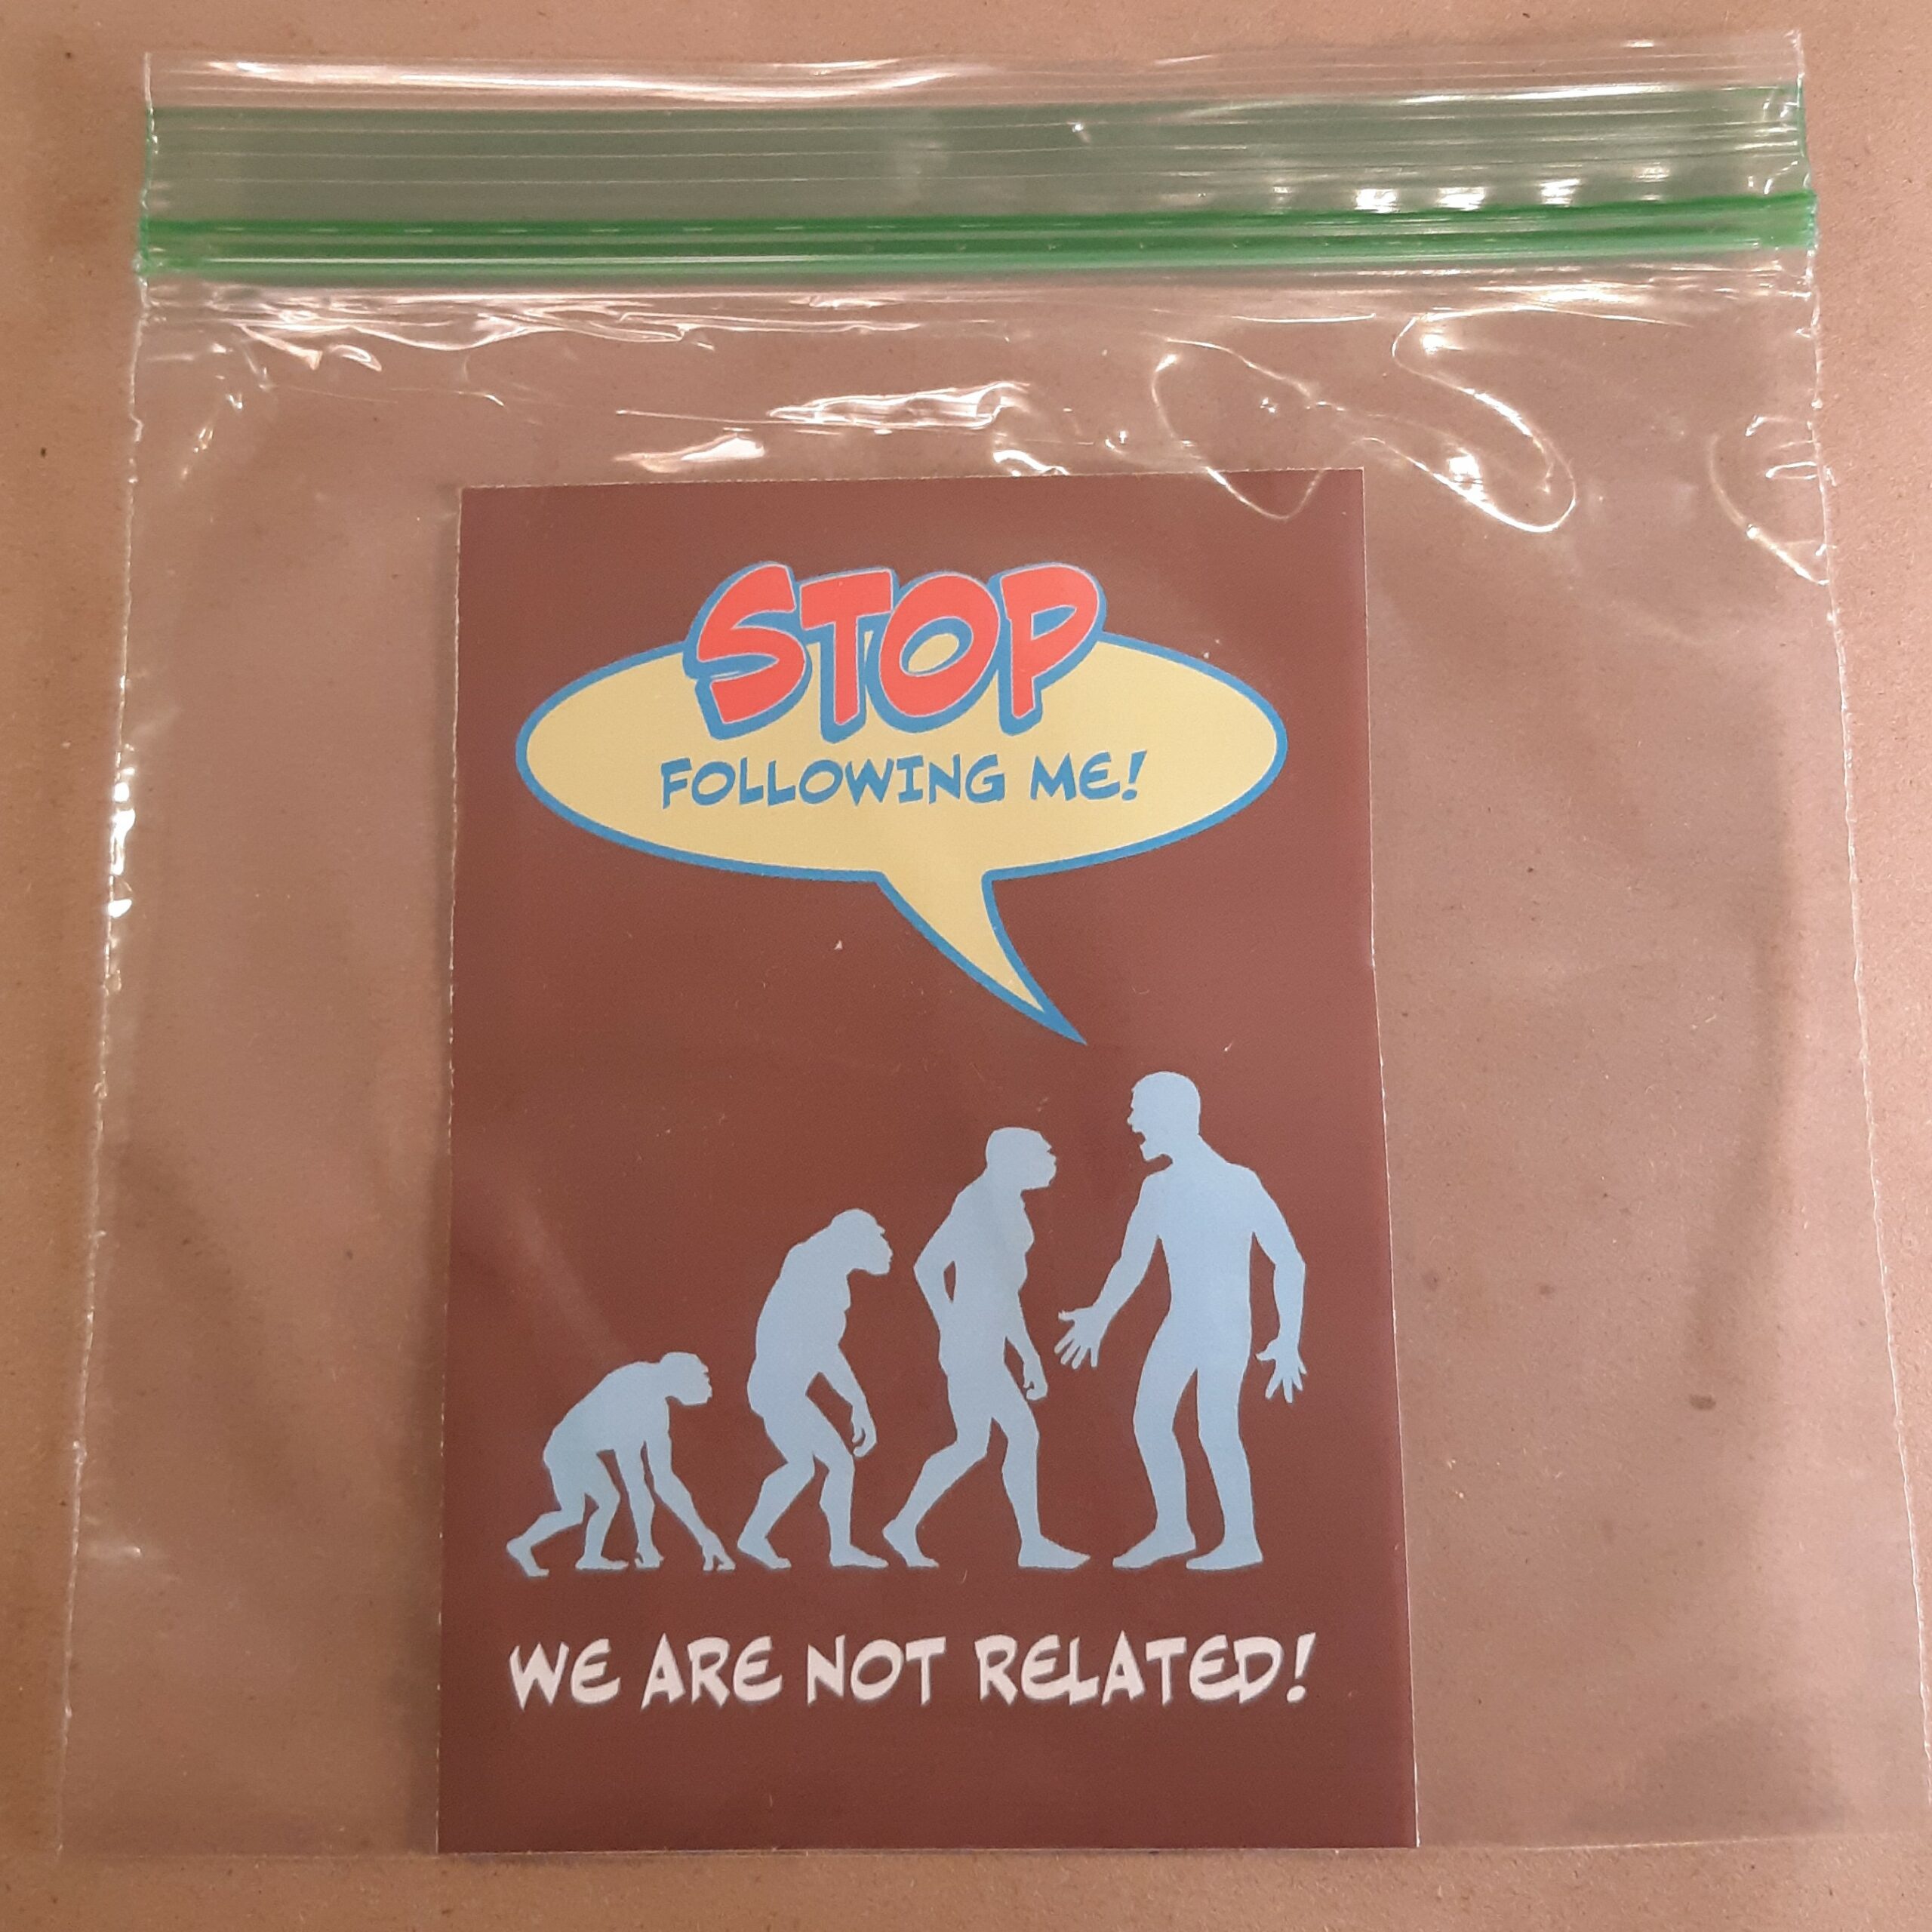 STOP
FOLLOWING ME!
WE ARE NOT RELATED!